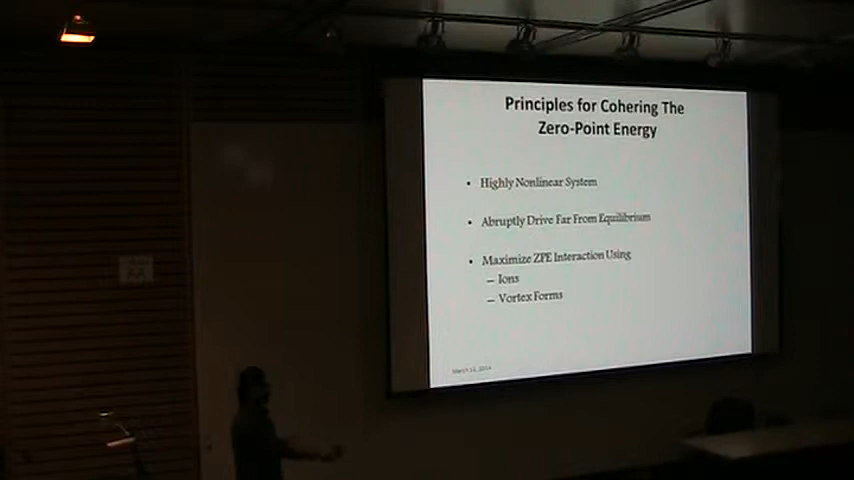 Principles for Cohering The
Zero-Point Energy
• Highly Nonlinear System
• Abruptly Drive Far From Equilibrium
• Maximize ZPE Interaction Using
– Ions
– Vortex Forms